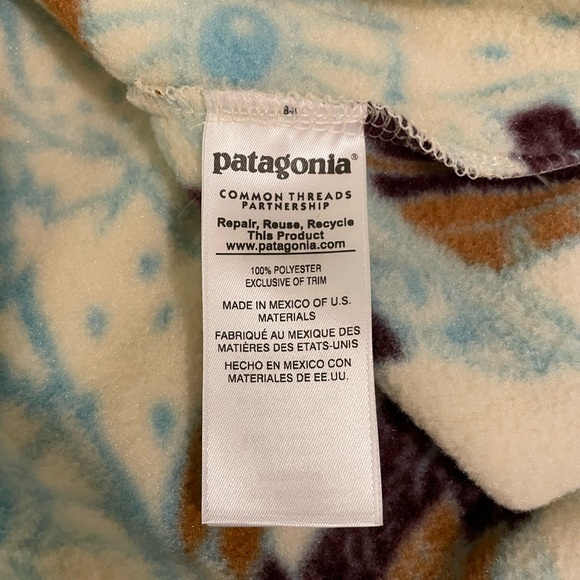 patagonia®
COMMON THREADS
PARTNERSHIP
Repair, Reuse, Recycle
This Product
www.patagonia.com
100% POLYESTER
EXCLUSIVE OF TRIM
MADE IN MEXICO OF U.S.
MATERIALS
FABRIQUÉ AU MEXIQUE DES
MATIÈRES DES ETATS-UNIS
HECHO EN MEXICO CON
MATERIALES DE EE.UU.